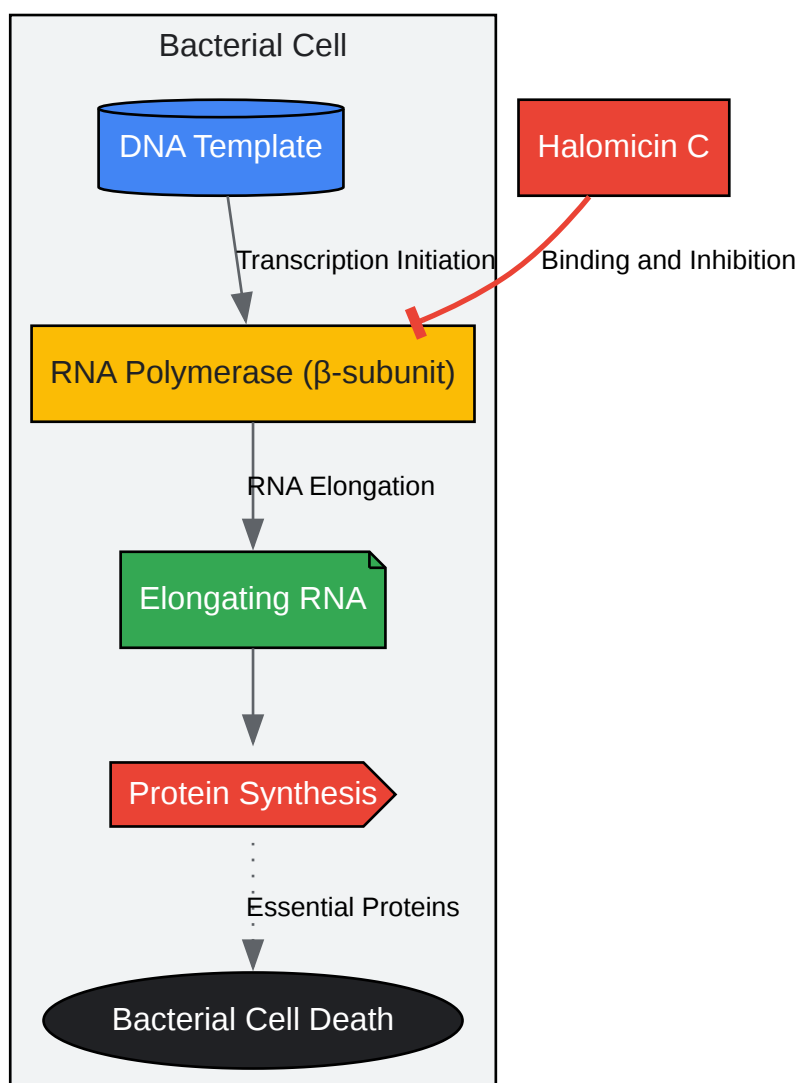 Bacterial Cell
DNA Template
Halomicin C
Transcription Initiation
Binding and Inhibition
RNA Polymerase (β-subunit)
RNA Elongation
Elongating RNA
Protein Synthesis
Essential Proteins
Bacterial Cell Death